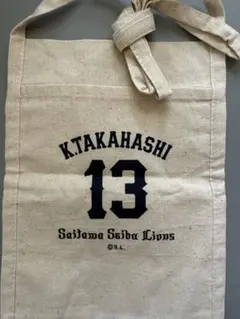 K.TAKAHASHI
13
Saitama Seibu Lions
©S.L.